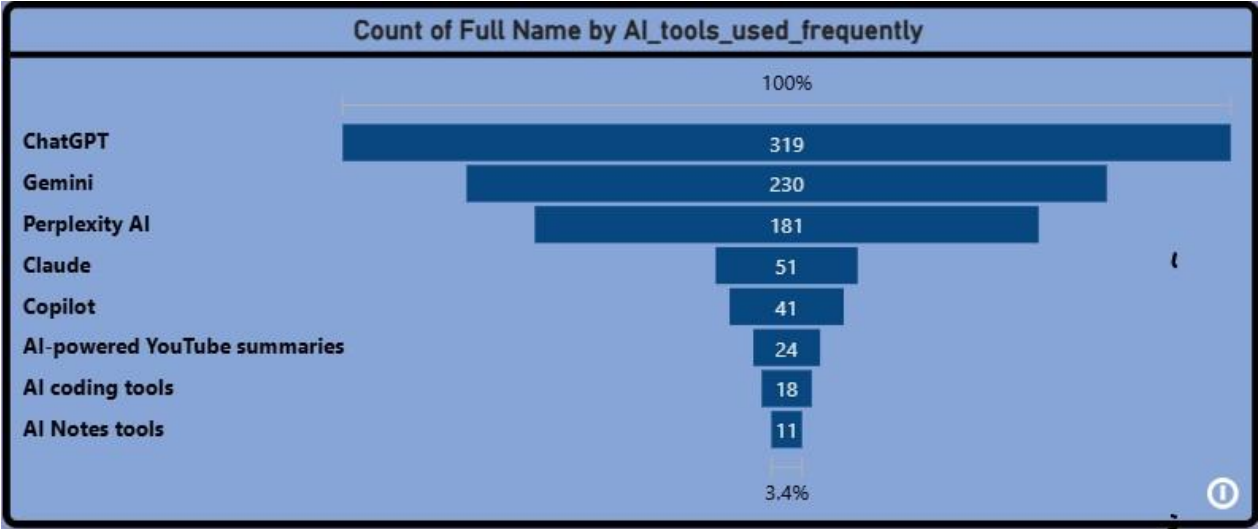 Count of Full Name by AI_tools_used_frequently
100%
ChatGPT 319
Gemini 230
Perplexity AI 181
Claude 51
Copilot 41
AI-powered YouTube summaries 24
AI coding tools 18
AI Notes tools 11
3.4%